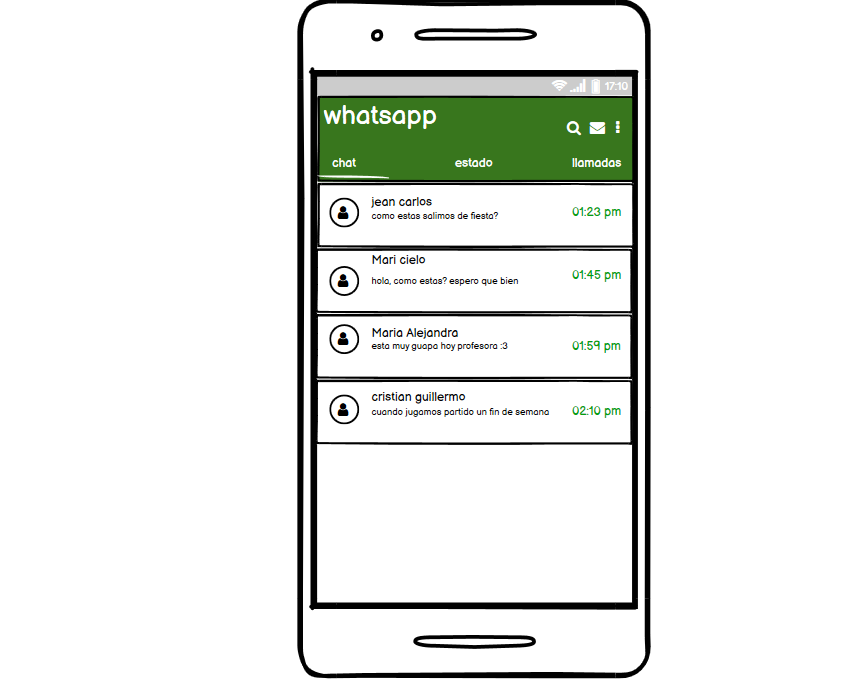 17:10
whatsapp
chat estado llamadas
jean carlos
como estas salimos de fiesta?
01:23 pm
Mari cielo
hola, como estas? espero que bien
01:45 pm
Maria Alejandra
esta muy guapa hoy profesora :3
01:59 pm
cristian guillermo
cuando jugamos partido un fin de semana
02:10 pm